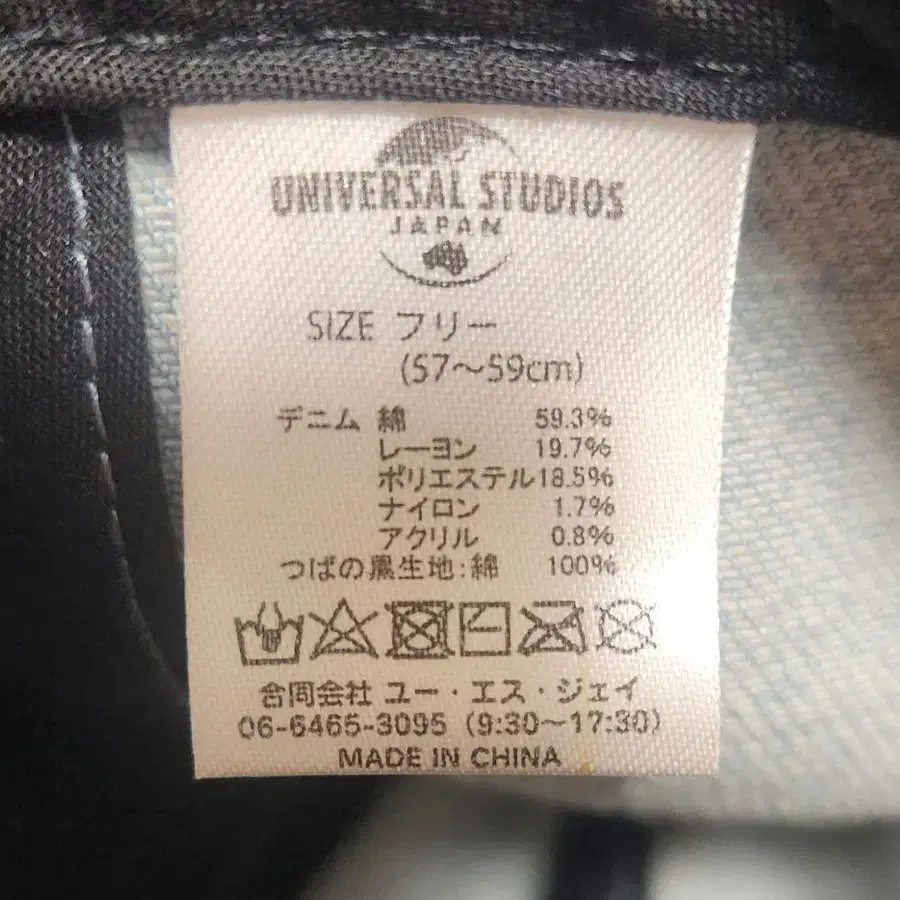 UNIVERSAL STUDIOS
JAPAN
SIZE フリー
(57～59cm)
デニム 綿 59.3%
レーヨン 19.7%
ポリエステル 18.5%
ナイロン 1.7%
アクリル 0.8%
つばの黒生地:綿 100%
合同会社 ユー・エス・ジェイ
06-6465-3095 (9:30～17:30)
MADE IN CHINA